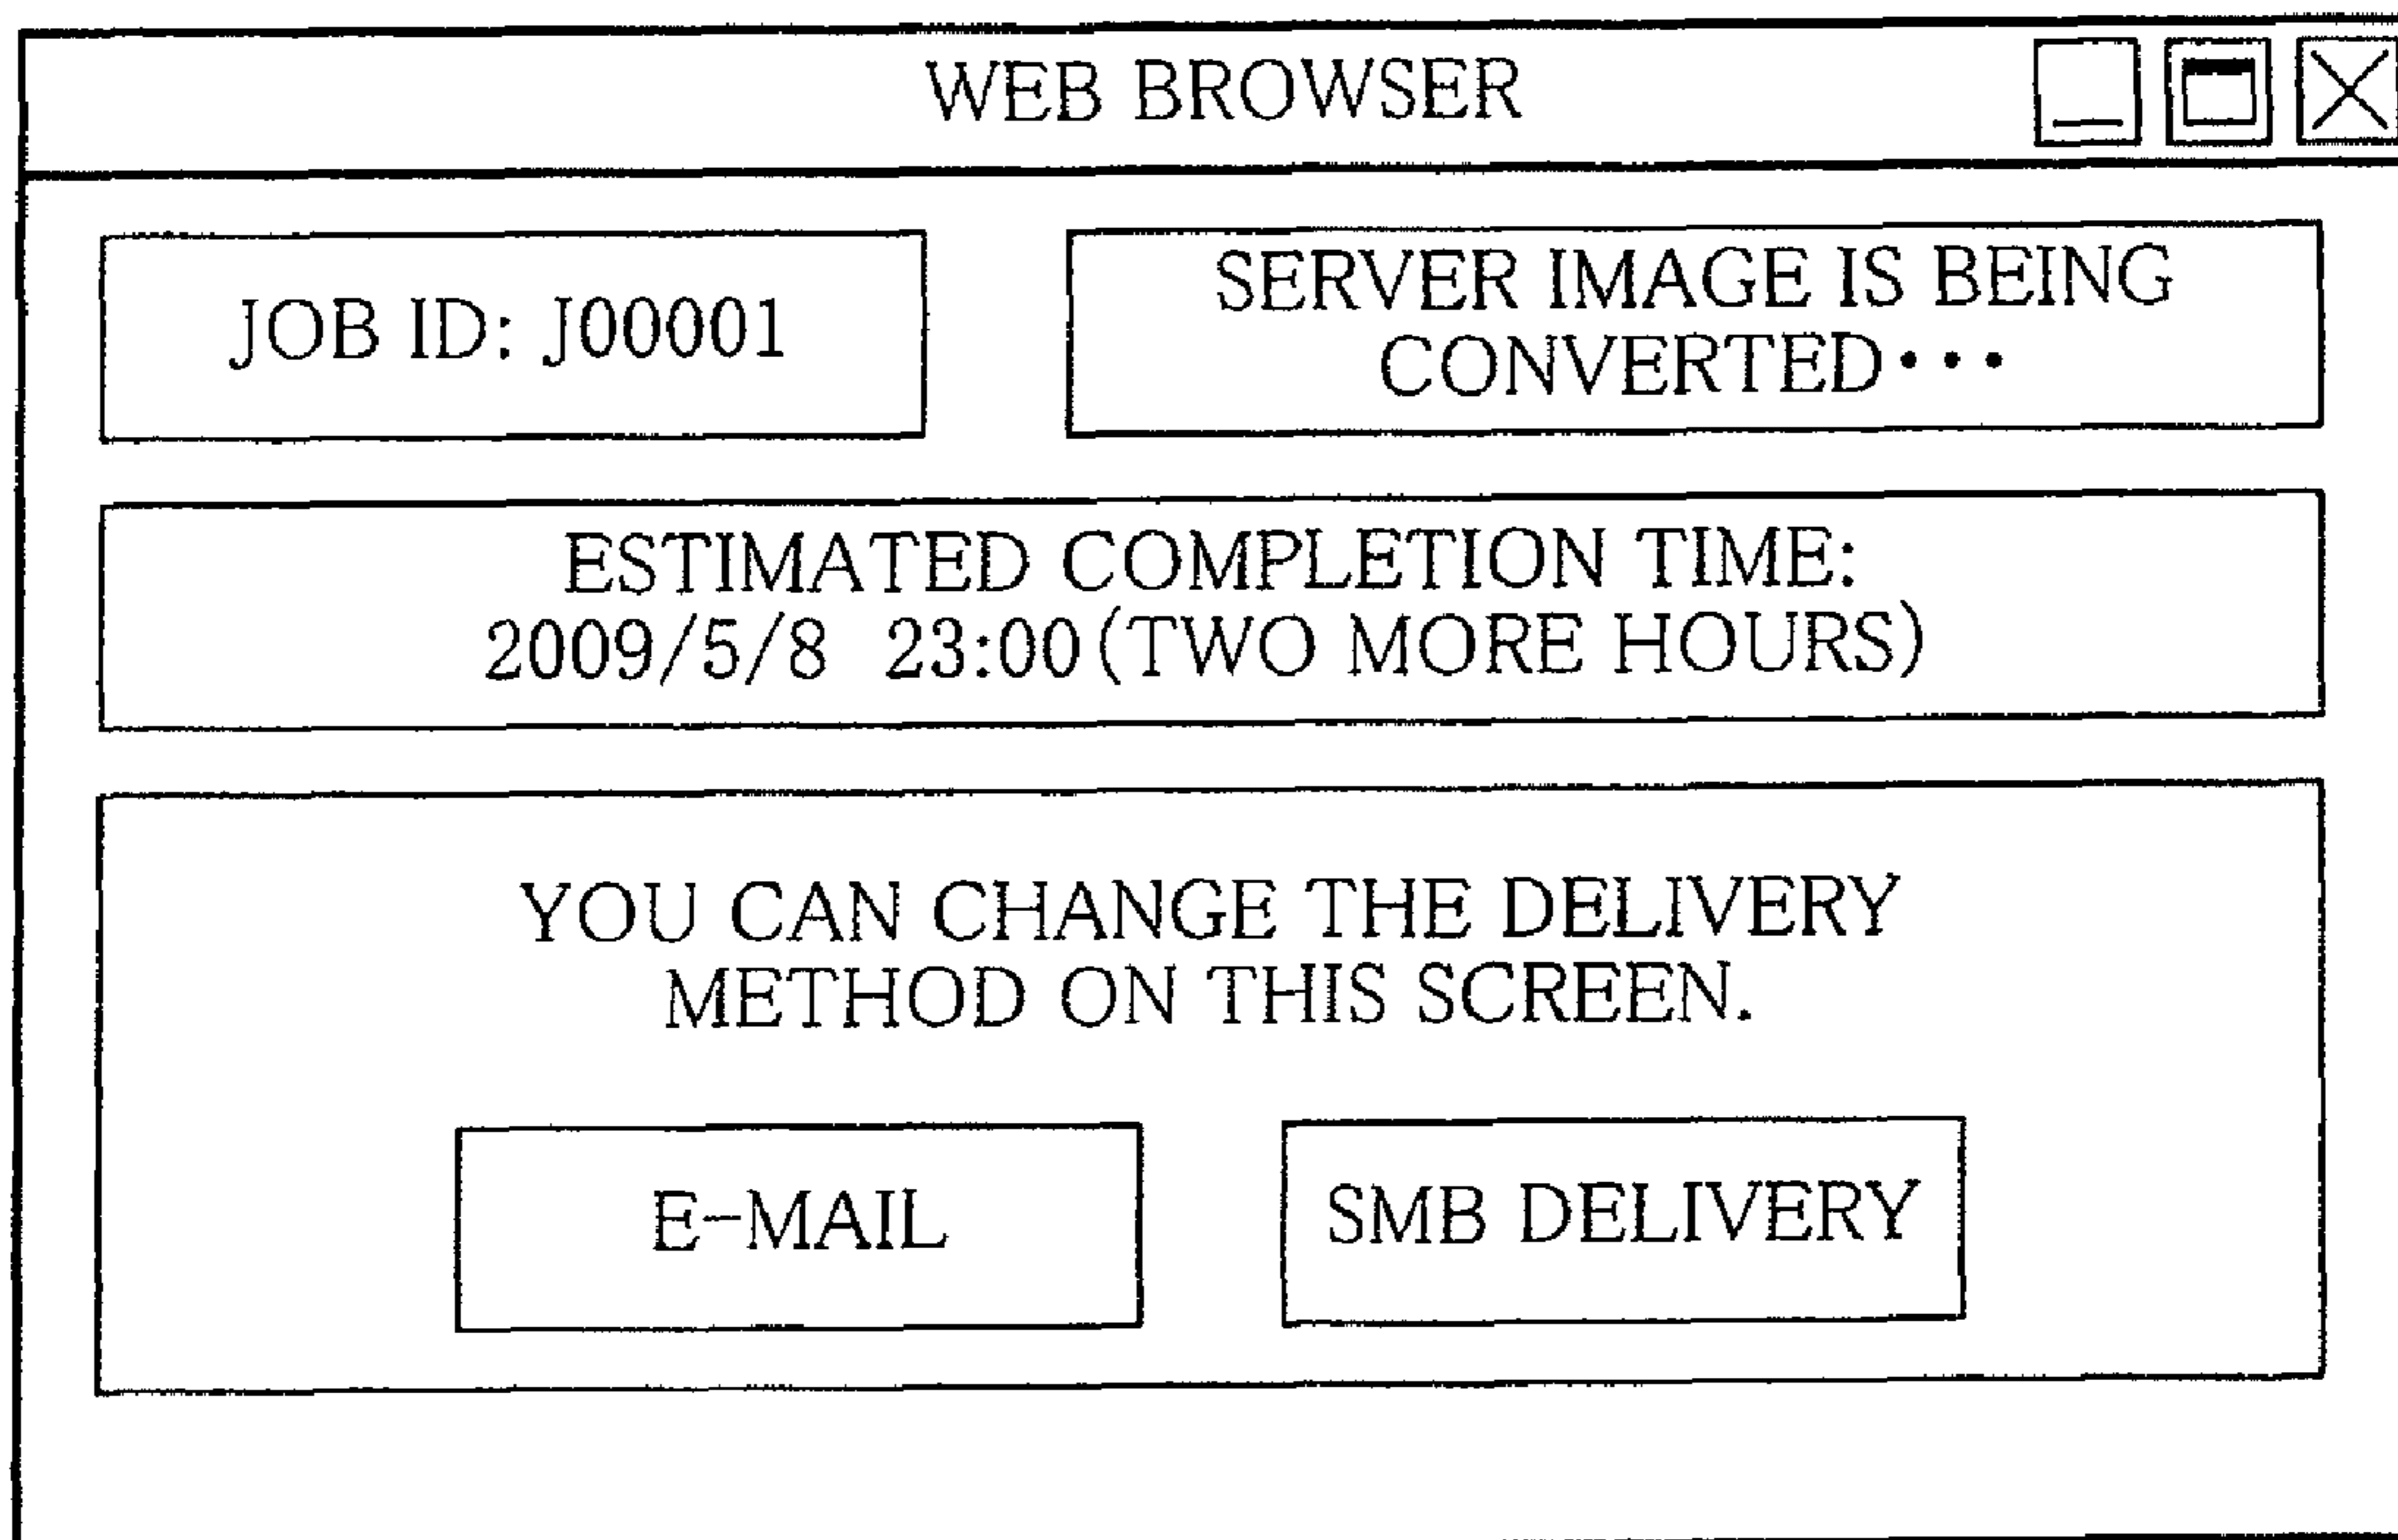 WEB BROWSER
JOB ID: J00001
SERVER IMAGE IS BEING
CONVERTED･･･
ESTIMATED COMPLETION TIME:
2009/5/8 23:00(TWO MORE HOURS)
YOU CAN CHANGE THE DELIVERY
METHOD ON THIS SCREEN.
E-MAIL
SMB DELIVERY